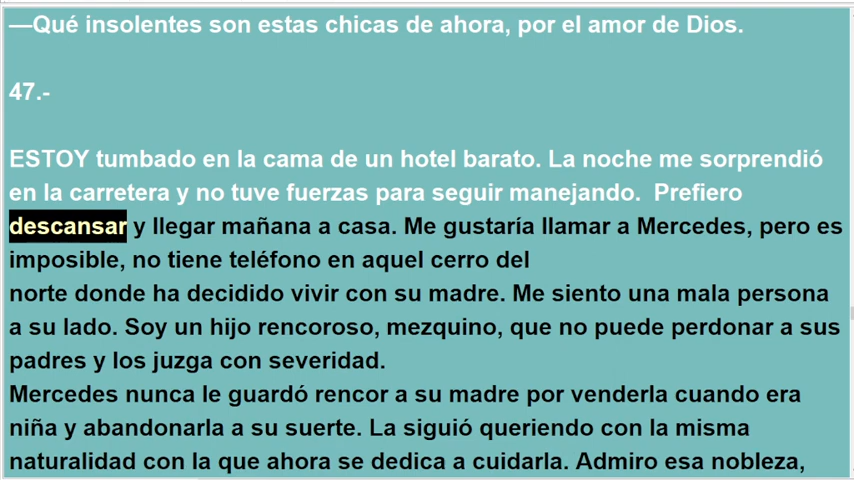 —Qué insolentes son estas chicas de ahora, por el amor de Dios.
47.-
ESTOY tumbado en la cama de un hotel barato. La noche me sorprendió
en la carretera y no tuve fuerzas para seguir manejando.  Prefiero
descansar y llegar mañana a casa. Me gustaría llamar a Mercedes, pero es
imposible, no tiene teléfono en aquel cerro del
norte donde ha decidido vivir con su madre. Me siento una mala persona
a su lado. Soy un hijo rencoroso, mezquino, que no puede perdonar a sus
padres y los juzga con severidad.
Mercedes nunca le guardó rencor a su madre por venderla cuando era
niña y abandonarla a su suerte. La siguió queriendo con la misma
naturalidad con la que ahora se dedica a cuidarla. Admiro esa nobleza,